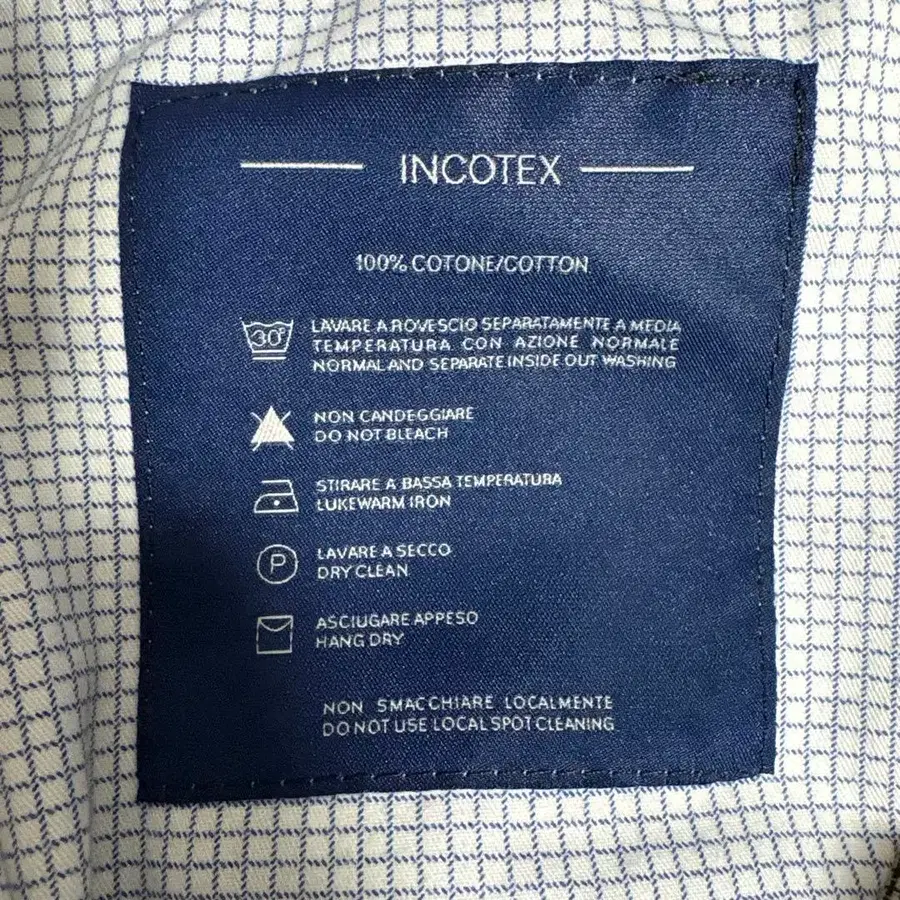 INCOTEX
100% COTONE/COTTON
30°
LAVARE A ROVESCIO SEPARATAMENTE A MEDIA
TEMPERATURA CON AZIONE NORMALE
NORMAL AND SEPARATE INSIDE OUT WASHING
NON CANDEGGIARE
DO NOT BLEACH
STIRARE A BASSA TEMPERATURA
LUKEWARM IRON
P
LAVARE A SECCO
DRY CLEAN
ASCIUGARE APPESO
HANG DRY
NON SMACCHIARE LOCALMENTE
DO NOT USE LOCAL SPOT CLEANING